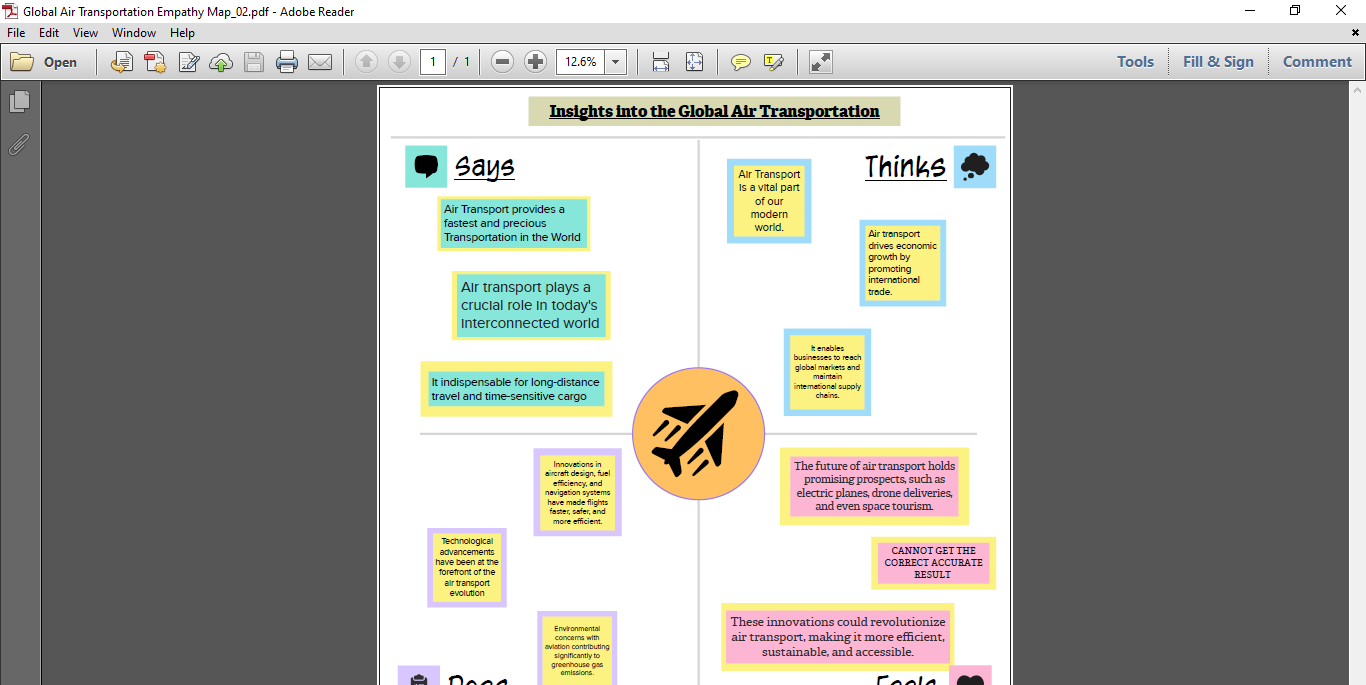 Global Air Transportation Empathy Map_02.pdf - Adobe Reader
File Edit View Window Help
Open
1 / 1
12.6%
Tools Fill & Sign Comment
Insights into the Global Air Transportation
Says
Air Transport provides a
fastest and precious
Transportation in the World
Air transport plays a
crucial role in today's
interconnected world
It indispensable for long-distance
travel and time-sensitive cargo
Thinks
Air Transport
is a vital part
of our
modern
world.
Air transport
drives economic
growth by
promoting
international
trade.
It enables
businesses to reach
global markets and
maintain
international supply
chains.
Innovations in
aircraft design, fuel
efficiency, and
navigation systems
have made flights
faster, safer, and
more efficient.
Technological
advancements
have been at the
forefront of the
air transport
evolution
Environmental
concerns with
aviation contributing
significantly to
greenhouse gas
emissions.
Does
The future of air transport holds
promising prospects, such as
electric planes, drone deliveries,
and even space tourism.
CANNOT GET THE
CORRECT ACCURATE
RESULT
These innovations could revolutionize
air transport, making it more efficient,
sustainable, and accessible.
Feels